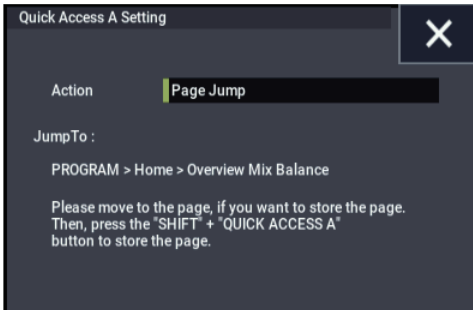 Quick Access A Setting
Action
Page Jump
JumpTo :
PROGRAM > Home > Overview Mix Balance
Please move to the page, if you want to store the page.
Then, press the "SHIFT" + "QUICK ACCESS A"
button to store the page.